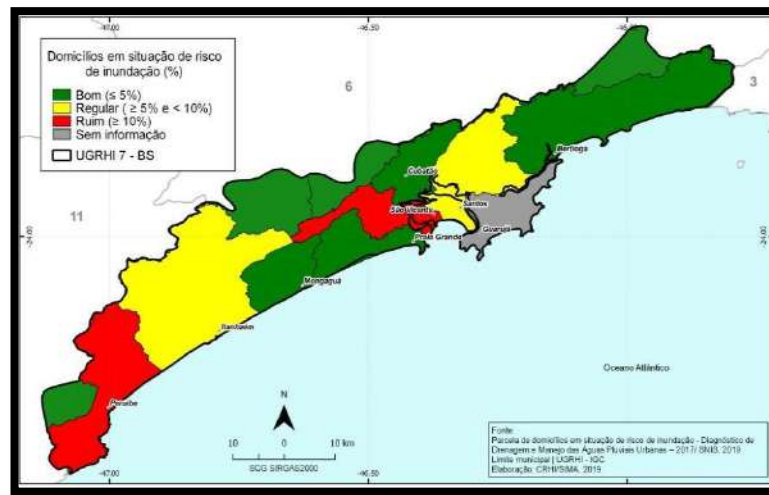 -47.00
-46.50
-46.00
Domicílios em situação de risco
de inundação (%)
Bom (≤ 5%)
Regular ( ≥ 5% e < 10%)
Ruim (≥ 10%)
Sem informação
UGRHI 7 - BS
6
3
11
-24.00
-24.00
Bertioga
Cubatão
Santos
São Vicente
Guarujá
Praia Grande
Mongaguá
Itanhaém
Peruíbe
Oceano Atlântico
N
10 0 10 km
SCG SIRGAS2000
Fonte
Parcela de domicílios em situação de risco de inundação - Diagnóstico de
Drenagem e Manejo das Águas Pluviais Urbanas – 2017/ SNIS, 2019
Limite municipal | UGRHI - IGC
Elaboração: CRHi/SIMA, 2019
-47.00
-46.50